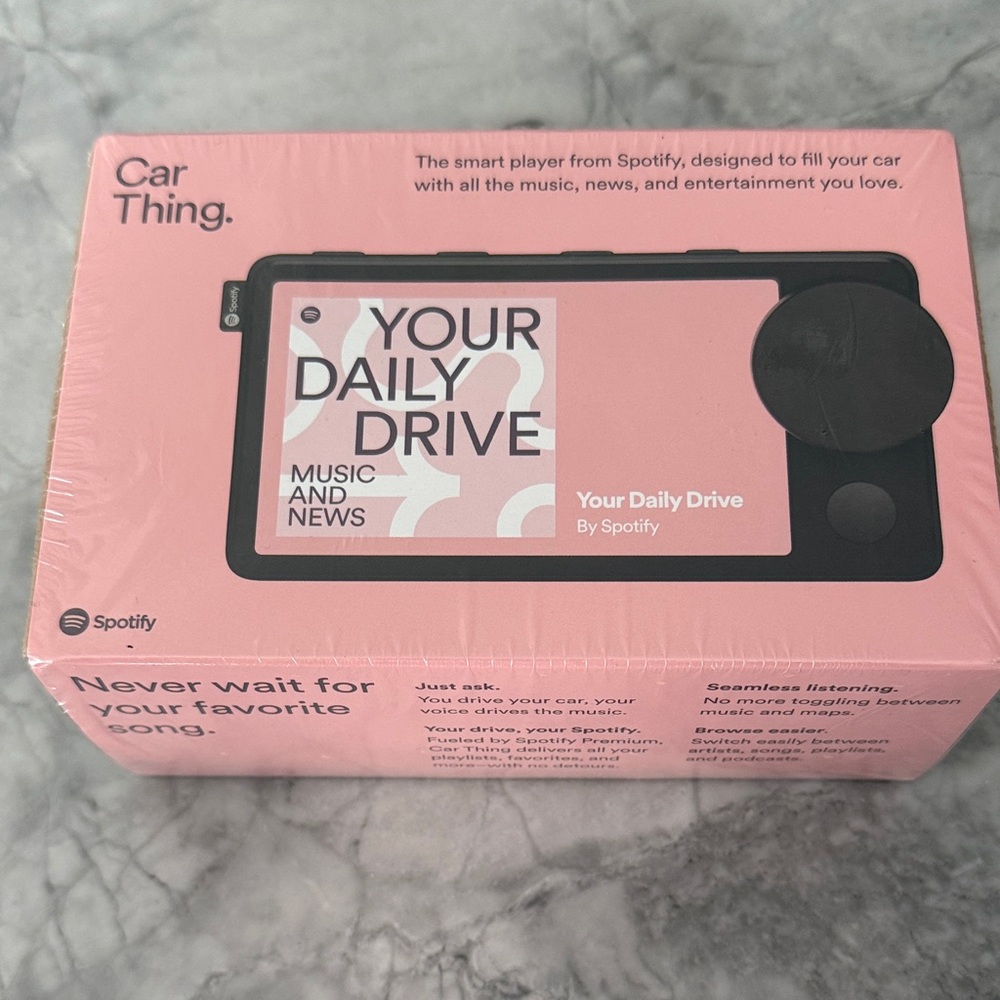 Car
Thing.
The smart player from Spotify, designed to fill your car
with all the music, news, and entertainment you love.
Spotify
YOUR
DAILY
DRIVE
MUSIC
AND
NEWS
Your Daily Drive
By Spotify
Spotify
Never wait for
your favorite
song.
Just ask.
You drive your car, your
voice drives the music.
Your drive, your Spotify.
Fueled by Spotify Premium,
Car Thing delivers all your
playlists, favorites, and
more—with no detours.
Seamless listening.
No more toggling between
music and maps.
Browse easier.
Switch easily between
artists, songs, playlists,
and podcasts.